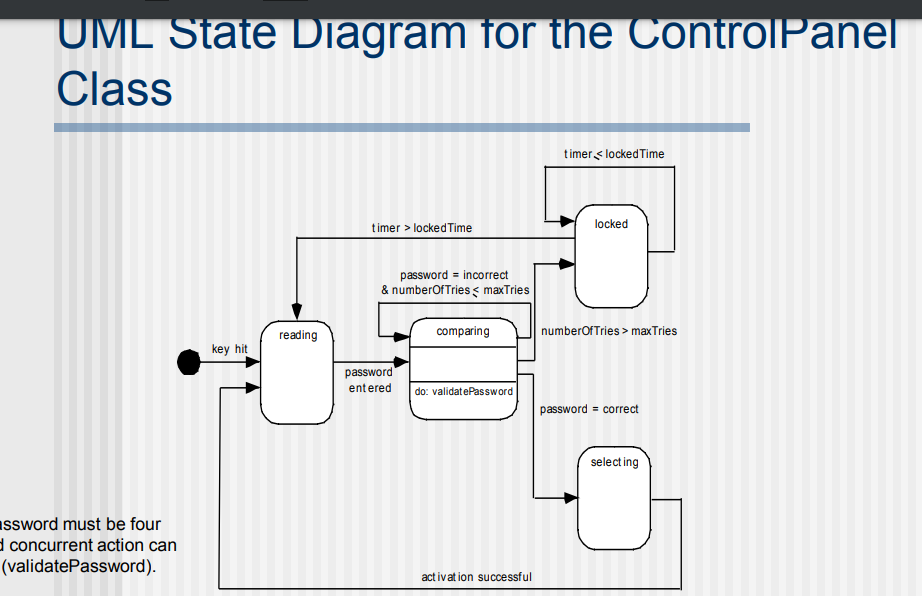 UML State Diagram for the ControlPanel
Class
timer < lockedTime
locked
timer > lockedTime
password = incorrect
& numberOfTries < maxTries
comparing
numberOfTries > maxTries
reading
key hit
password
entered
do: validatePassword
password = correct
selecting
assword must be four
d concurrent action can
(validatePassword).
activation successful